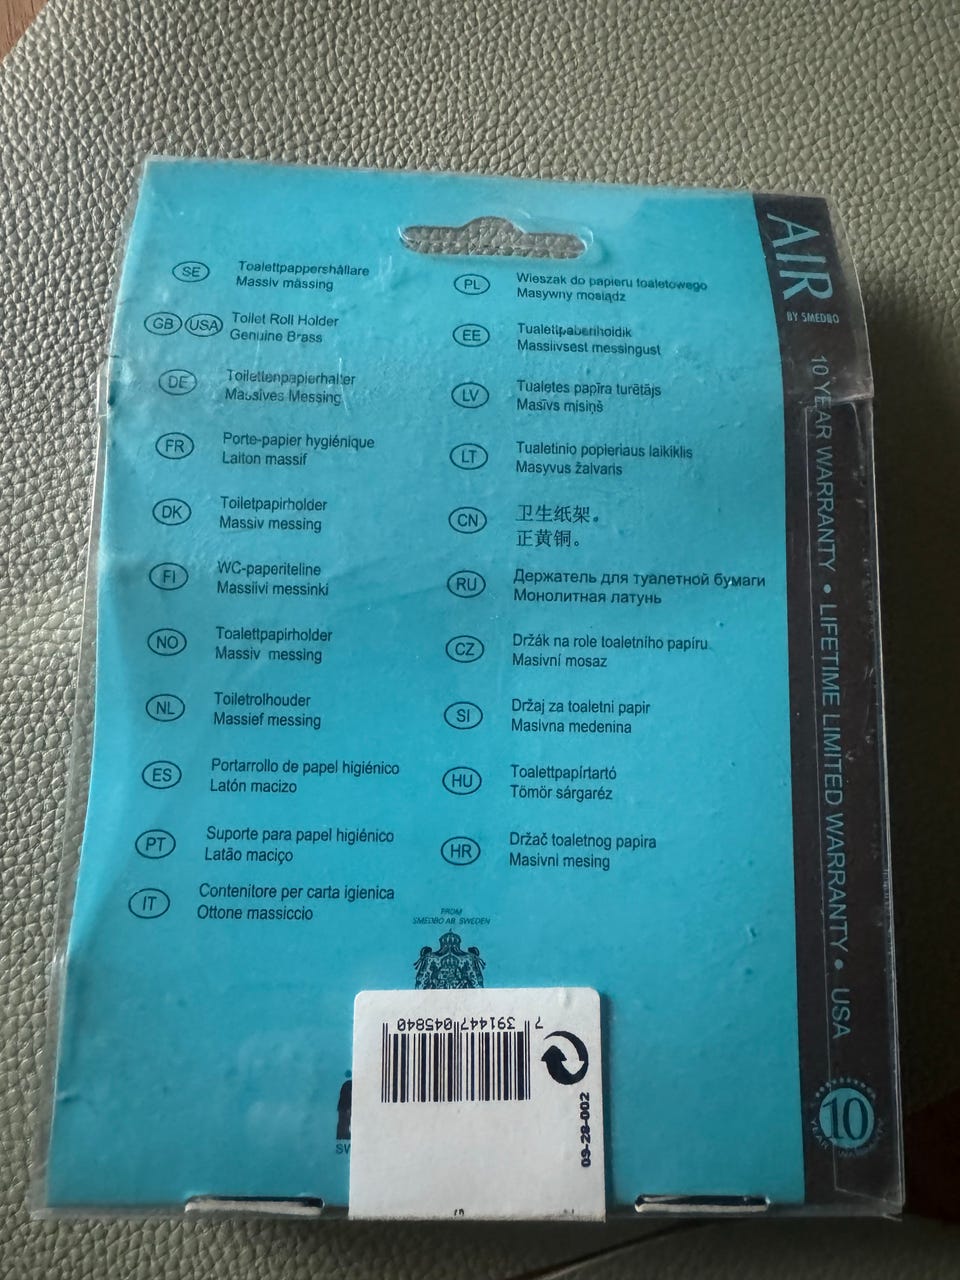 SE
Toalettpappershållare
Massiv mässing
GB USA
Toilet Roll Holder
Genuine Brass
DE
Toilettenpapierhalter
Massives Messing
FR
Porte-papier hygiénique
Laiton massif
DK
Toiletpapirholder
Massiv messing
FI
WC-paperiteline
Massiivi messinki
NO
Toalettpapirholder
Massiv messing
NL
Toiletrolhouder
Massief messing
ES
Portarrollo de papel higiénico
Latón macizo
PT
Suporte para papel higiénico
Latão maciço
IT
Contenitore per carta igienica
Ottone massiccio
PL
Wieszak do papieru toaletowego
Masywny mosiądz
EE
Tualettpaberihoidik
Massiivsest messingust
LV
Tualetes papīra turētājs
Masīvs misiņš
LT
Tualetinio popieriaus laikiklis
Masyvus žalvaris
CN
卫生纸架。
正黄铜。
RU
Держатель для туалетной бумаги
Монолитная латунь
CZ
Držák na role toaletního papíru
Masivní mosaz
SI
Držaj za toaletni papir
Masivna medenina
HU
Toalettpapírtartó
Tömör sárgaréz
HR
Držač toaletnog papira
Masivni mesing
FROM
SMEDBO AB SWEDEN
7 391447 045840
09-28-002
SW
AIR
BY SMEDBO
10 YEAR WARRANTY • LIFETIME LIMITED WARRANTY • USA
10
YEAR